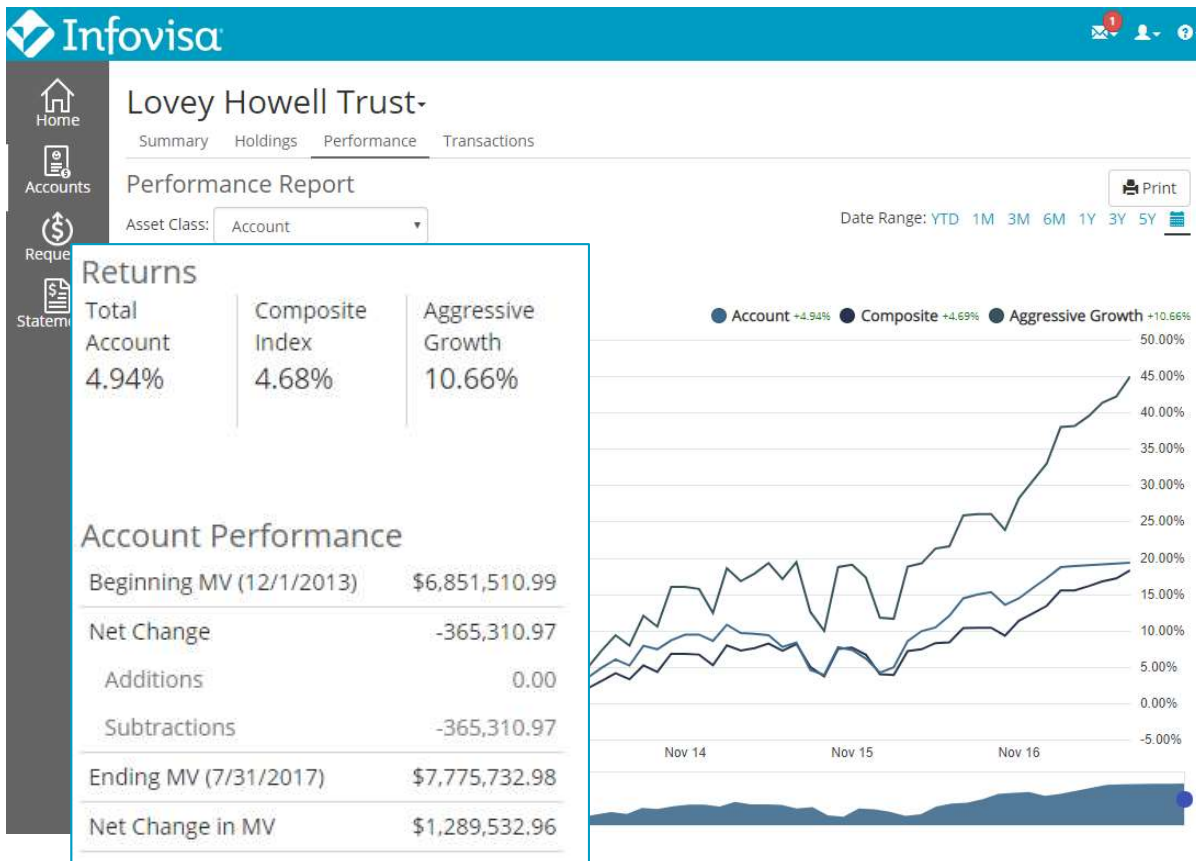 Infovisa
1
Home
Accounts
Reque
Statem
Lovey Howell Trust
Summary Holdings Performance Transactions
Performance Report
Print
Asset Class: Account
Date Range: YTD 1M 3M 6M 1Y 3Y 5Y
Returns
Total Account 4.94%
Composite Index 4.68%
Aggressive Growth 10.66%
Account Performance
Beginning MV (12/1/2013) $6,851,510.99
Net Change -365,310.97
Additions 0.00
Subtractions -365,310.97
Ending MV (7/31/2017) $7,775,732.98
Net Change in MV $1,289,532.96
Account +4.94% Composite +4.69% Aggressive Growth +10.66%
50.00%
45.00%
40.00%
35.00%
30.00%
25.00%
20.00%
15.00%
10.00%
5.00%
0.00%
-5.00%
Nov 14 Nov 15 Nov 16